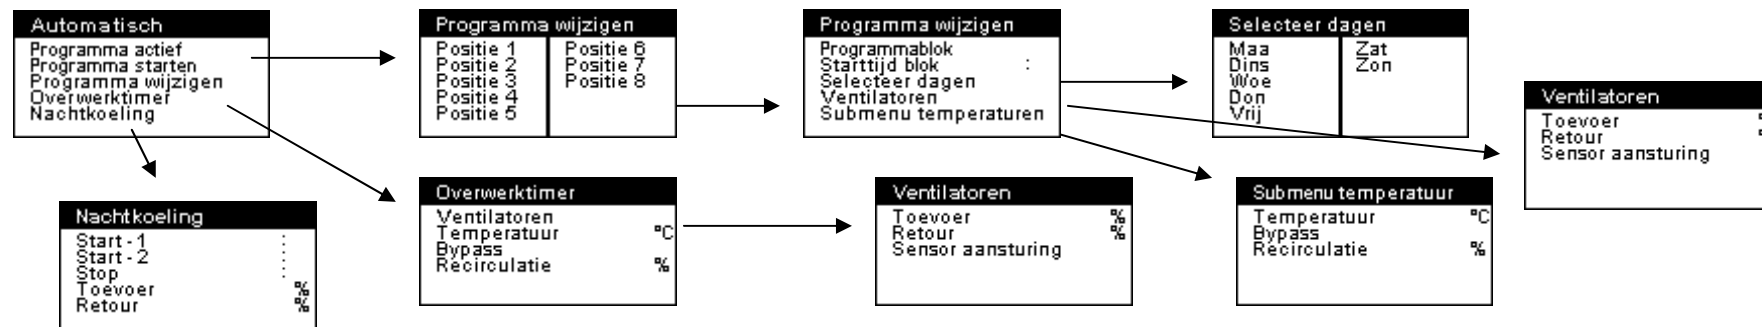 Automatisch
Programma actief
Programma starten
Programma wijzigen
Overwerktimer
Nachtkoeling
Programma wijzigen
Positie 1
Positie 2
Positie 3
Positie 4
Positie 5
Positie 6
Positie 7
Positie 8
Programma wijzigen
Programmablok
Starttijd blok :
Selecteer dagen
Ventilatoren
Submenu temperaturen
Selecteer dagen
Maa
Dins
Woe
Don
Vrij
Zat
Zon
Ventilatoren
Toevoer
Retour
Sensor aansturing
Nachtkoeling
Start-1 :
Start-2 :
Stop :
Toevoer %
Retour %
Overwerktimer
Ventilatoren
Temperatuur °C
Bypass
Recirculatie %
Ventilatoren
Toevoer %
Retour %
Sensor aansturing
Submenu temperatuur
Temperatuur °C
Bypass
Recirculatie %